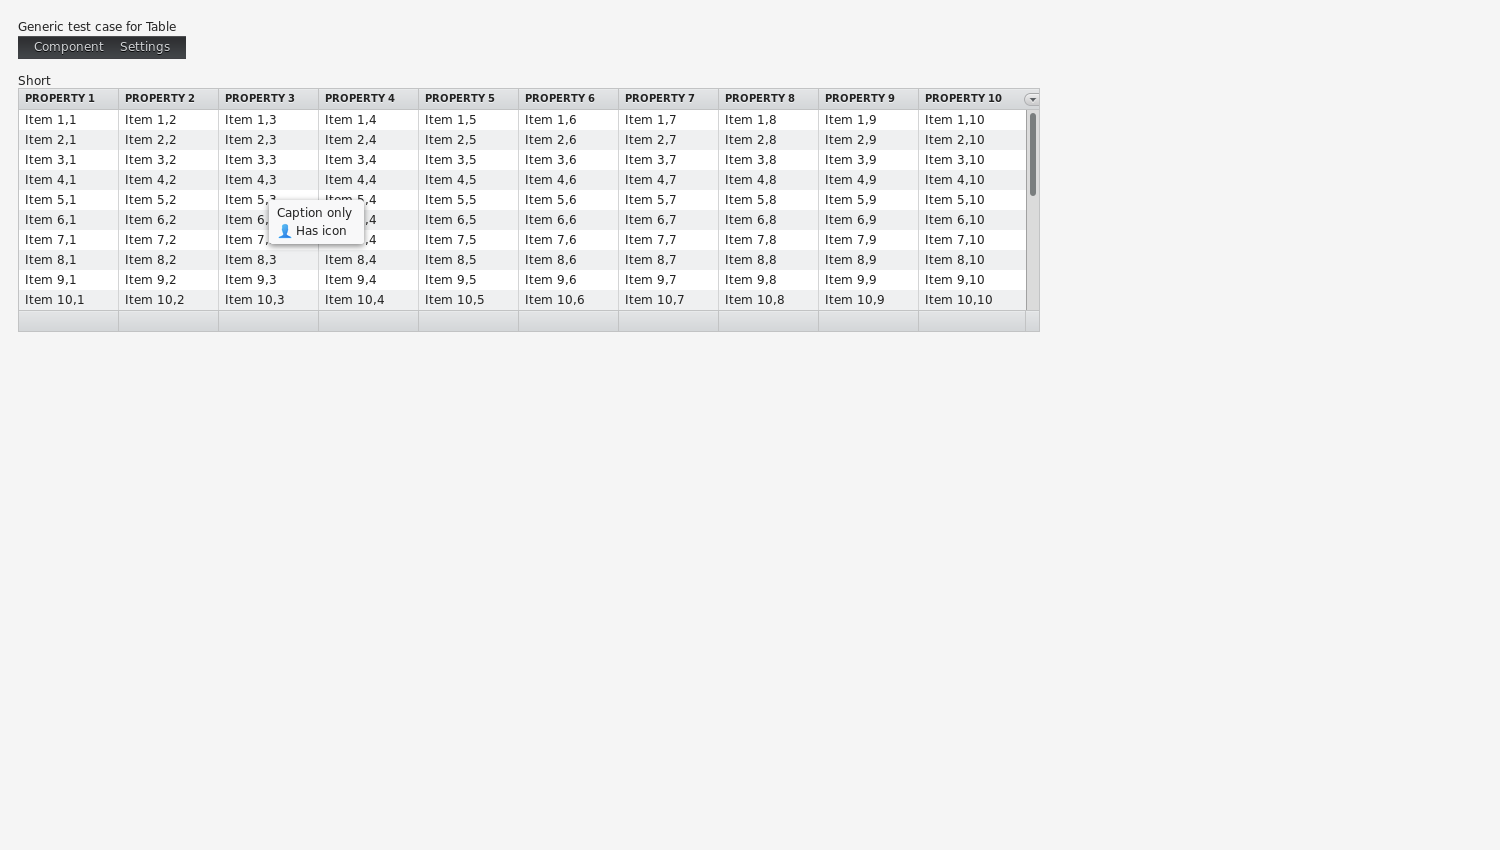 Generic test case for Table
Component Settings
Short
PROPERTY 1 PROPERTY 2 PROPERTY 3 PROPERTY 4 PROPERTY 5 PROPERTY 6 PROPERTY 7 PROPERTY 8 PROPERTY 9 PROPERTY 10
Item 1,1 Item 1,2 Item 1,3 Item 1,4 Item 1,5 Item 1,6 Item 1,7 Item 1,8 Item 1,9 Item 1,10
Item 2,1 Item 2,2 Item 2,3 Item 2,4 Item 2,5 Item 2,6 Item 2,7 Item 2,8 Item 2,9 Item 2,10
Item 3,1 Item 3,2 Item 3,3 Item 3,4 Item 3,5 Item 3,6 Item 3,7 Item 3,8 Item 3,9 Item 3,10
Item 4,1 Item 4,2 Item 4,3 Item 4,4 Item 4,5 Item 4,6 Item 4,7 Item 4,8 Item 4,9 Item 4,10
Item 5,1 Item 5,2 Item 5,3 Item 5,4 Item 5,5 Item 5,6 Item 5,7 Item 5,8 Item 5,9 Item 5,10
Item 6,1 Item 6,2 Item 6, ,4 Item 6,5 Item 6,6 Item 6,7 Item 6,8 Item 6,9 Item 6,10
Item 7,1 Item 7,2 Item 7, ,4 Item 7,5 Item 7,6 Item 7,7 Item 7,8 Item 7,9 Item 7,10
Item 8,1 Item 8,2 Item 8,3 Item 8,4 Item 8,5 Item 8,6 Item 8,7 Item 8,8 Item 8,9 Item 8,10
Item 9,1 Item 9,2 Item 9,3 Item 9,4 Item 9,5 Item 9,6 Item 9,7 Item 9,8 Item 9,9 Item 9,10
Item 10,1 Item 10,2 Item 10,3 Item 10,4 Item 10,5 Item 10,6 Item 10,7 Item 10,8 Item 10,9 Item 10,10
Caption only
Has icon